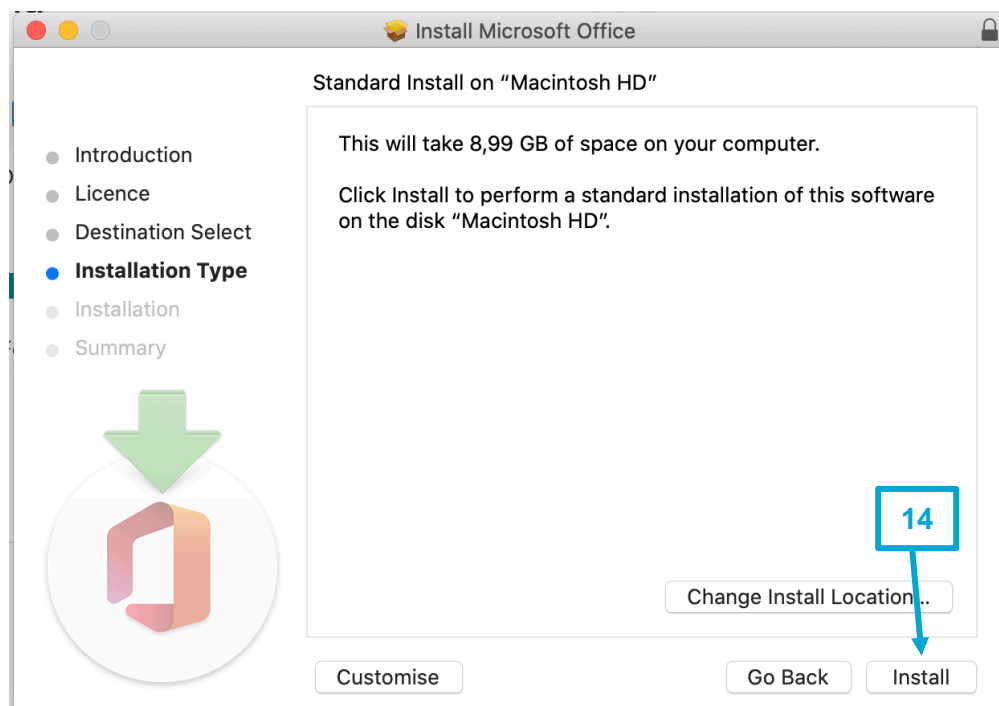 Install Microsoft Office
Standard Install on “Macintosh HD”
Introduction
Licence
Destination Select
Installation Type
Installation
Summary
This will take 8,99 GB of space on your computer.
Click Install to perform a standard installation of this software
on the disk “Macintosh HD”.
14
Change Install Location...
Customise
Go Back
Install